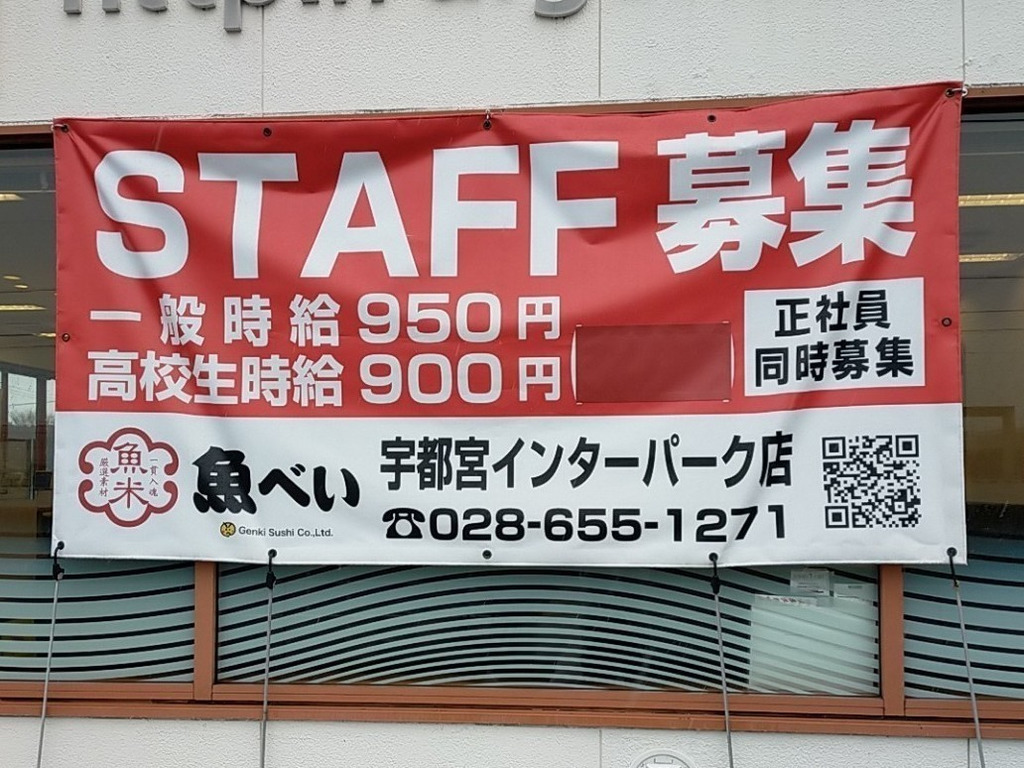 STAFF 募集
一般時給 950円
高校生時給 900円
正社員
同時募集
魚米
一貫入魂
厳選素材
魚べい
Genki Sushi Co.,Ltd.
宇都宮インターパーク店
☎028-655-1271